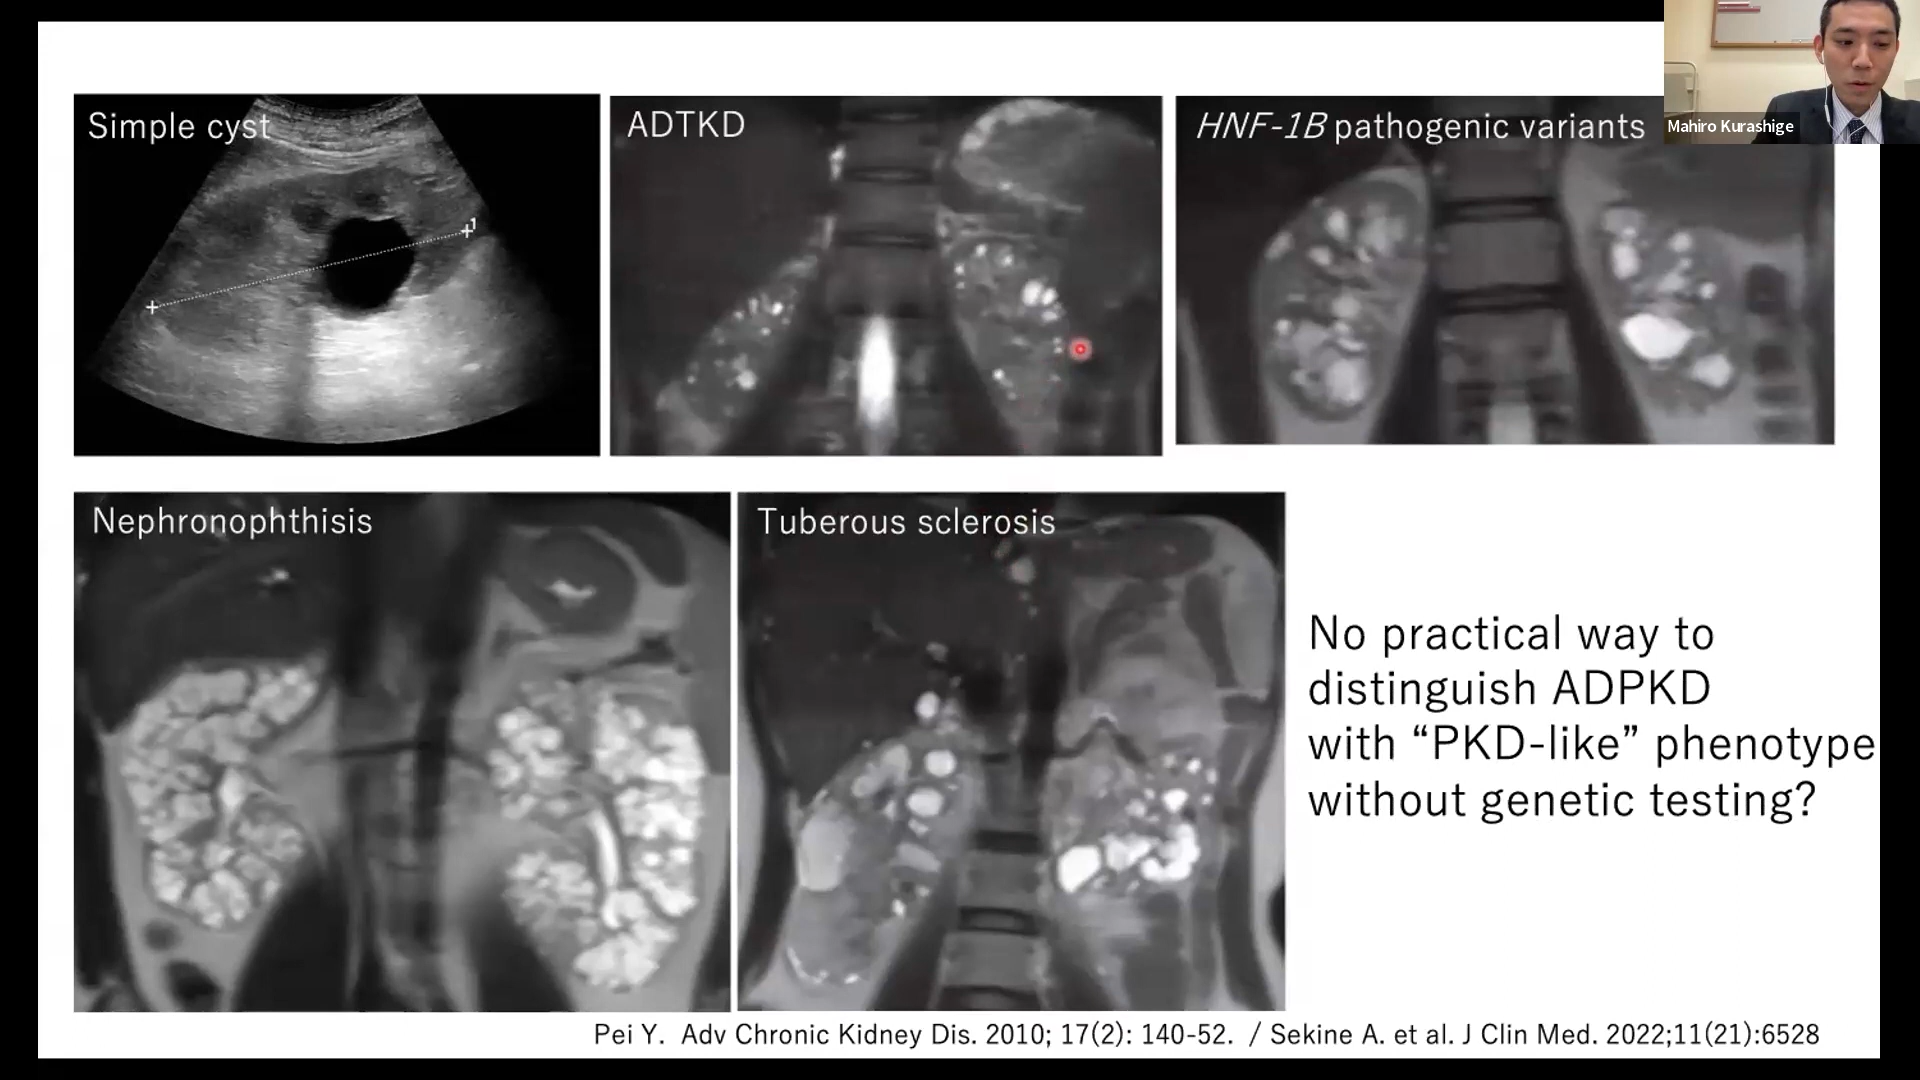 Simple cyst
1
ADTKD
HNF-1B pathogenic variants
Mahiro Kurashige
Nephronophthisis
Tuberous sclerosis
No practical way to
distinguish ADPKD
with “PKD-like” phenotype
without genetic testing?
Pei Y. Adv Chronic Kidney Dis. 2010; 17(2): 140-52. / Sekine A. et al. J Clin Med. 2022;11(21):6528